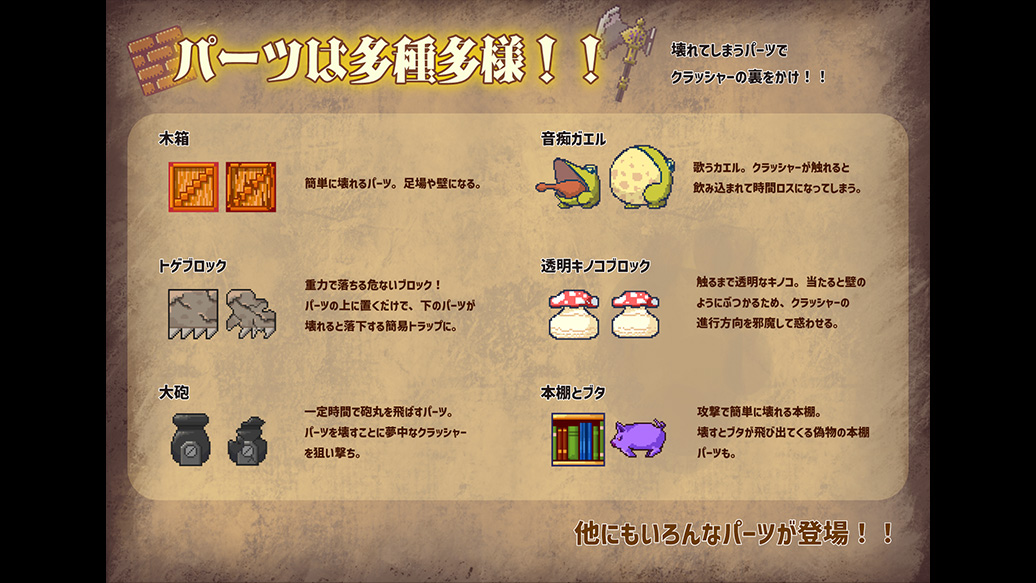 パーツは多種多様！！
壊れてしまうパーツで
クラッシャーの裏をかけ！！
木箱
簡単に壊れるパーツ。足場や壁になる。
トゲブロック
重力で落ちる危ないブロック！
パーツの上に置くだけで、下のパーツが
壊れると落下する簡易トラップに。
大砲
一定時間で砲丸を飛ばすパーツ。
パーツを壊すことに夢中なクラッシャー
を狙い撃ち。
音痴ガエル
歌うカエル。クラッシャーが触れると
飲み込まれて時間ロスになってしまう。
透明キノコブロック
触るまで透明なキノコ。当たると壁の
ようにぶつかるため、クラッシャーの
進行方向を邪魔して惑わせる。
本棚とブタ
攻撃で簡単に壊れる本棚。
壊すとブタが飛び出てくる偽物の本棚
パーツも。
他にもいろんなパーツが登場！！